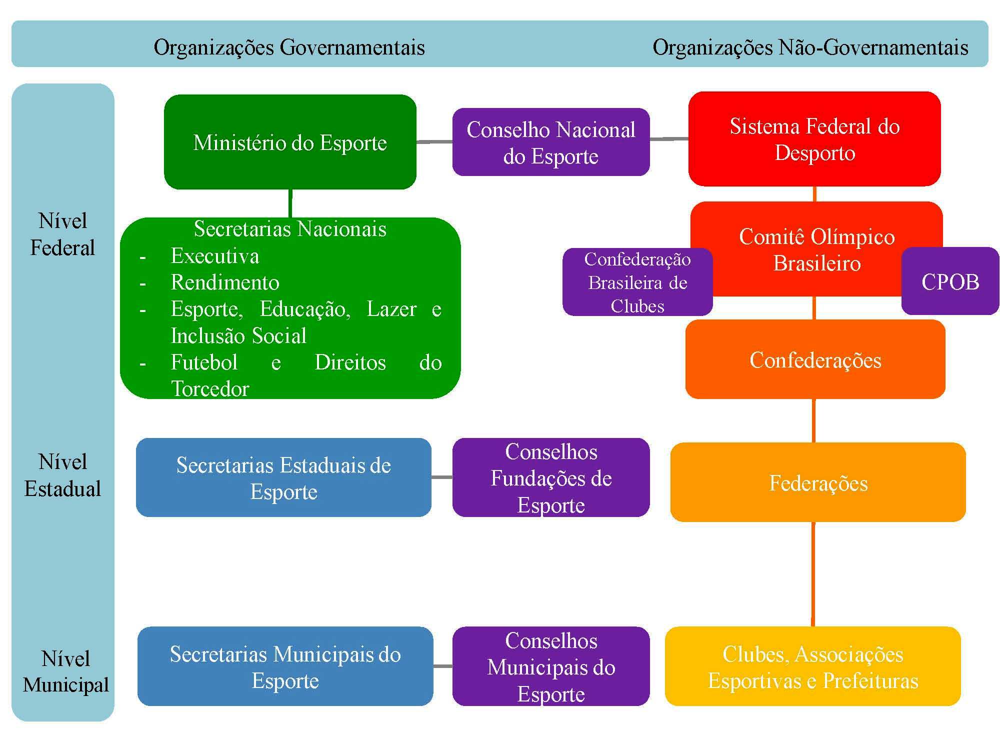 Organizações Governamentais
Organizações Não-Governamentais
Nível
Federal
Ministério do Esporte
Conselho Nacional
do Esporte
Sistema Federal do
Desporto
Secretarias Nacionais
- Executiva
- Rendimento
- Esporte, Educação, Lazer e
Inclusão Social
- Futebol e Direitos do
Torcedor
Comitê Olímpico
Brasileiro
Confederação
Brasileira de
Clubes
CPOB
Confederações
Nível
Estadual
Secretarias Estaduais de
Esporte
Conselhos
Fundações de
Esporte
Federações
Nível
Municipal
Secretarias Municipais do
Esporte
Conselhos
Municipais do
Esporte
Clubes, Associações
Esportivas e Prefeituras